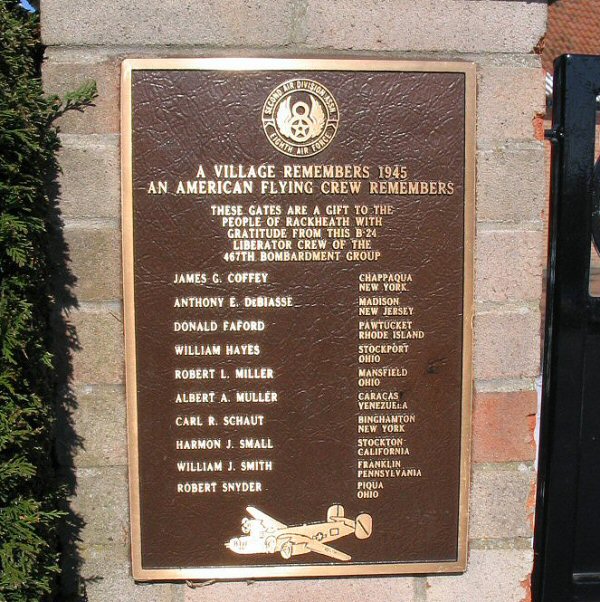 SECOND AIR DIVISION ASSN
8
EIGHTH AIR FORCE
A VILLAGE REMEMBERS 1945
AN AMERICAN FLYING CREW REMEMBERS
THESE GATES ARE A GIFT TO THE
PEOPLE OF RACKHEATH WITH
GRATITUDE FROM THIS B-24
LIBERATOR CREW OF THE
467TH BOMBARDMENT GROUP
JAMES G. COFFEY CHAPPAQUA
NEW YORK
ANTHONY E. DeBIASSE MADISON
NEW JERSEY
DONALD FAFORD PAWTUCKET
RHODE ISLAND
WILLIAM HAYES STOCKPORT
OHIO
ROBERT L. MILLER MANSFIELD
OHIO
ALBERT A. MULLER CARACAS
VENEZUELA
CARL R. SCHAUT BINGHAMTON
NEW YORK
HARMON J. SMALL STOCKTON
CALIFORNIA
WILLIAM J. SMITH FRANKLIN
PENNSYLVANIA
ROBERT SNYDER PIQUA
OHIO